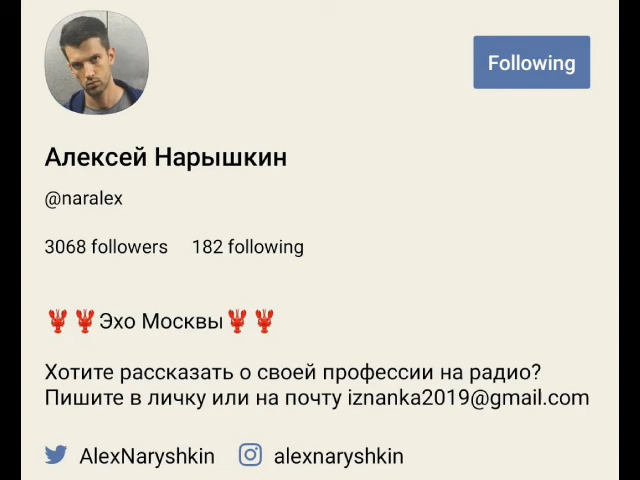 Following
Алексей Нарышкин
@naralex
3068 followers 182 following
🦞🦞Эхо Москвы🦞🦞
Хотите рассказать о своей профессии на радио?
Пишите в личку или на почту iznanka2019@gmail.com
AlexNaryshkin alexnaryshkin